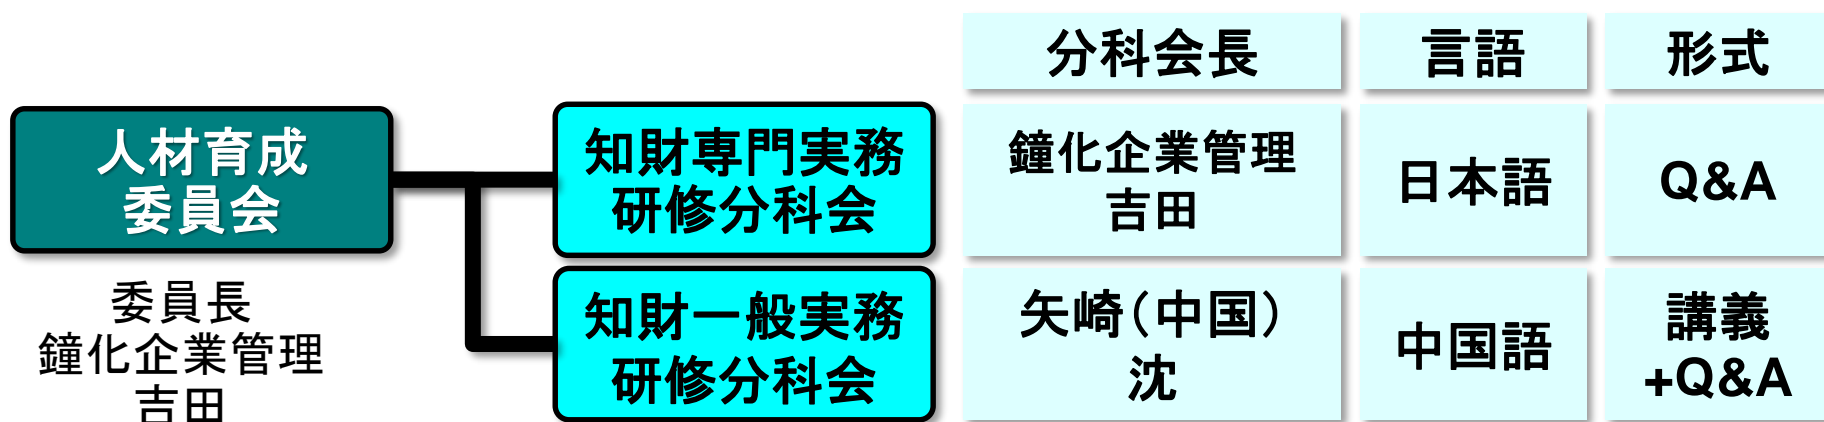 分科会長
言語
形式
人材育成
委員会
委員長
鐘化企業管理
吉田
知財専門実務
研修分科会
鐘化企業管理
吉田
日本語
Q&A
知財一般実務
研修分科会
矢崎（中国）
沈
中国語
講義
+Q&A